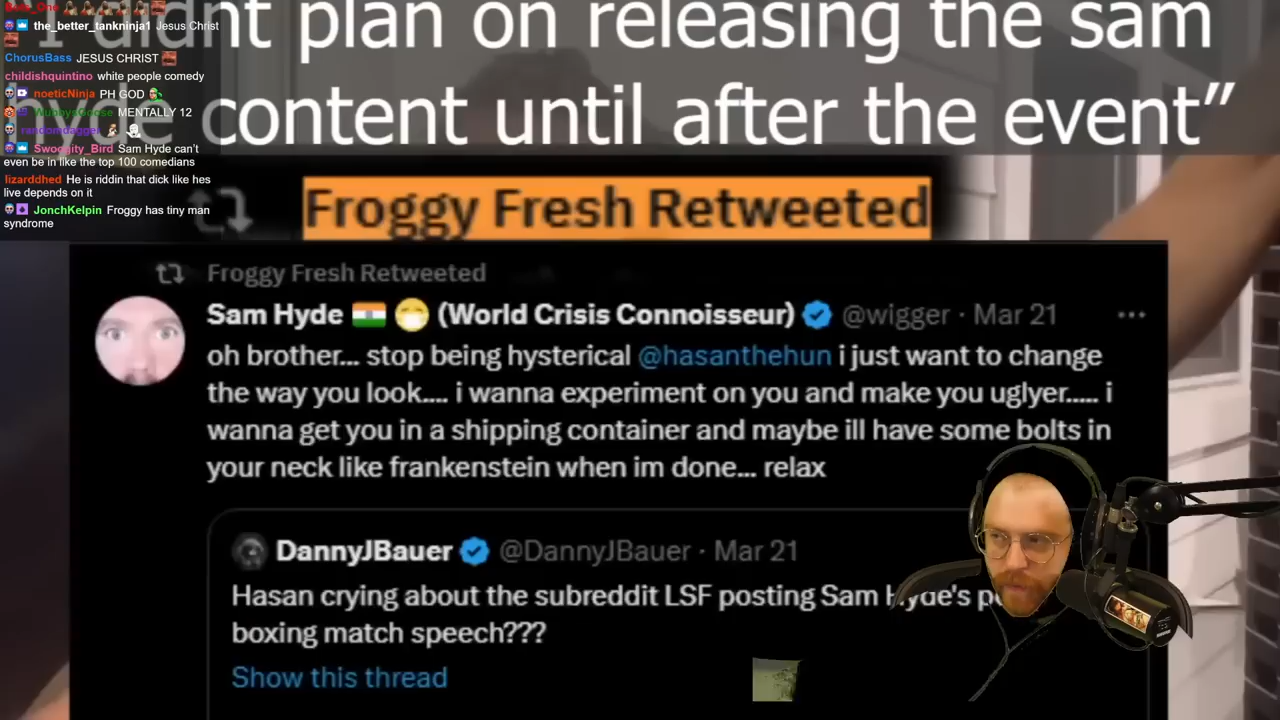 the_better_tankninja1 Jesus Christ
ChorusBass JESUS CHRIST
childishquintino white people comedy
noeticNinja PH GOD
MENTALLY 12
randomdagger
Swoogity_Bird Sam Hyde can't
even be in like the top 100 comedians
lizarddhed He is riddin that dick like hes
live depends on it
JonchKelpin Froggy has tiny man
syndrome
plan on releasing the sam
content until after the event”
Froggy Fresh Retweeted
Froggy Fresh Retweeted
Sam Hyde (World Crisis Connoisseur) @wigger · Mar 21 ...
oh brother... stop being hysterical @hasanthehun i just want to change
the way you look.... i wanna experiment on you and make you uglyer..... i
wanna get you in a shipping container and maybe ill have some bolts in
your neck like frankenstein when im done... relax
DannyJBauer @DannyJBauer · Mar 21
Hasan crying about the subreddit LSF posting Sam Hyde's
boxing match speech???
Show this thread